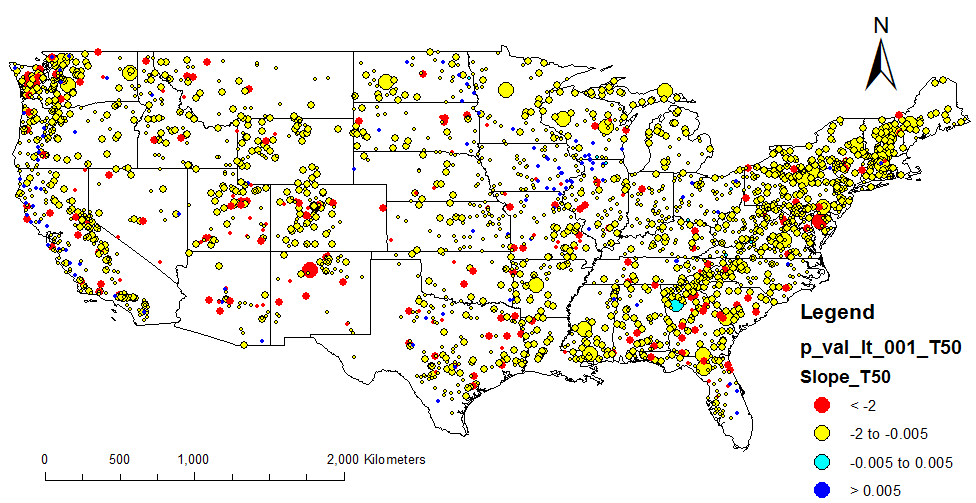 N
Legend
p_val_lt_001_T50
Slope_T50
< -2
-2 to -0.005
-0.005 to 0.005
> 0.005
0 500 1,000 2,000 Kilometers